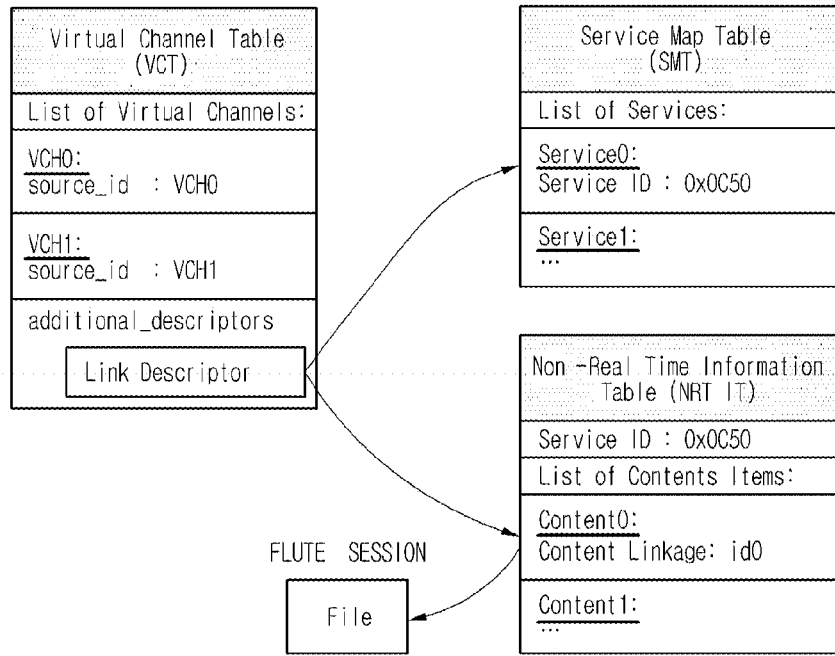 Virtual Channel Table
(VCT)
List of Virtual Channels:
VCH0:
source_id : VCH0
VCH1:
source_id : VCH1
additional_descriptors
Link Descriptor
Service Map Table
(SMT)
List of Services:
Service0:
Service ID : 0x0C50
Service1:
...
Non-Real Time Information
Table (NRT IT)
Service ID : 0x0C50
List of Contents Items:
Content0:
Content Linkage: id0
Content1:
...
FLUTE SESSION
File